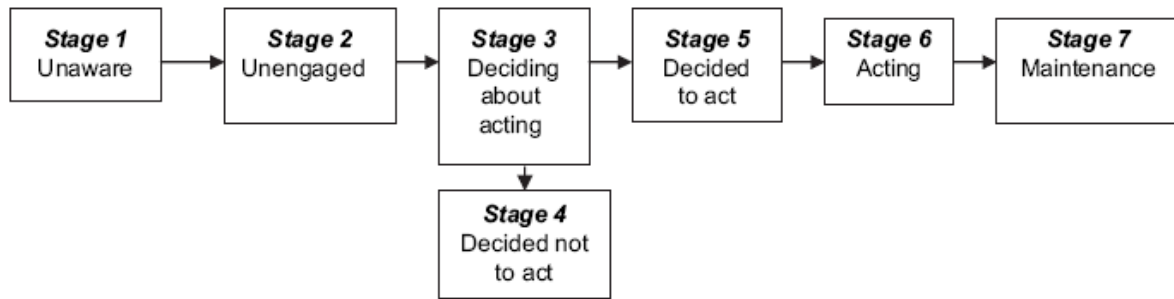 Stage 1
Unaware
Stage 2
Unengaged
Stage 3
Deciding
about
acting
Stage 5
Decided
to act
Stage 6
Acting
Stage 7
Maintenance
Stage 4
Decided not
to act